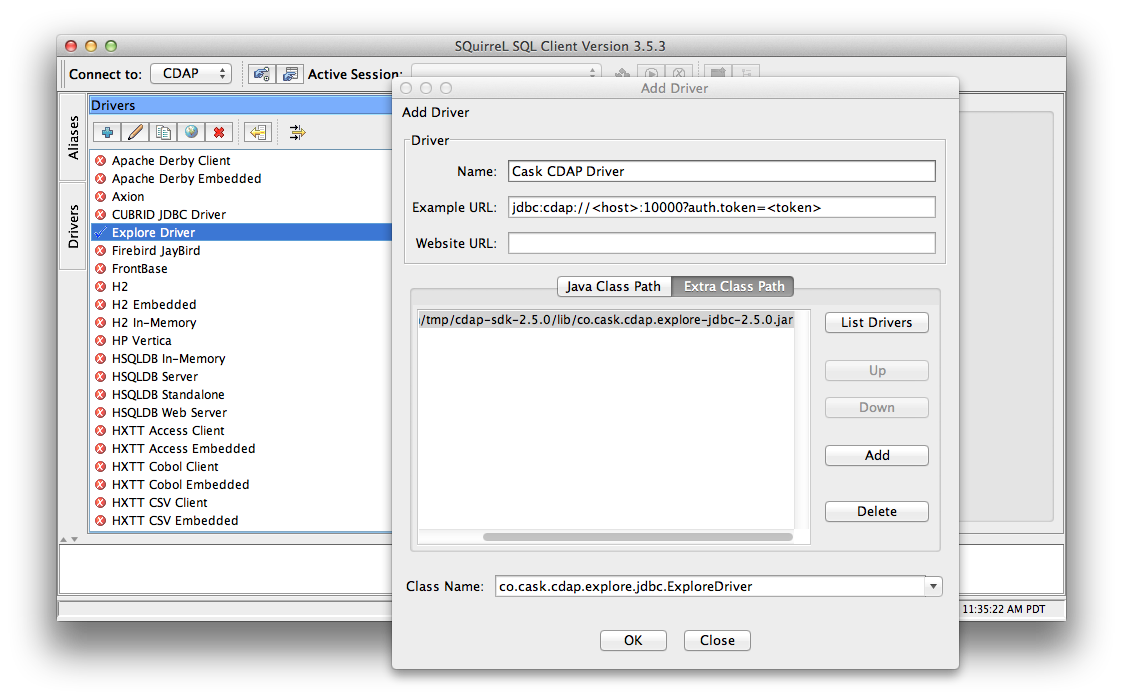 SQuirreL SQL Client Version 3.5.3
Connect to: CDAP Active Session:
Aliases
Drivers
Drivers
Apache Derby Client
Apache Derby Embedded
Axion
CUBRID JDBC Driver
Explore Driver
Firebird JayBird
FrontBase
H2
H2 Embedded
H2 In-Memory
HP Vertica
HSQLDB In-Memory
HSQLDB Server
HSQLDB Standalone
HSQLDB Web Server
HXTT Access Client
HXTT Access Embedded
HXTT Cobol Client
HXTT Cobol Embedded
HXTT CSV Client
HXTT CSV Embedded
Add Driver
Add Driver
Driver
Name: Cask CDAP Driver
Example URL: jdbc:cdap://<host>:10000?auth.token=<token>
Website URL:
Java Class Path Extra Class Path
/tmp/cdap-sdk-2.5.0/lib/co.cask.cdap.explore-jdbc-2.5.0.jar
List Drivers
Up
Down
Add
Delete
Class Name: co.cask.cdap.explore.jdbc.ExploreDriver
OK Close
11:35:22 AM PDT